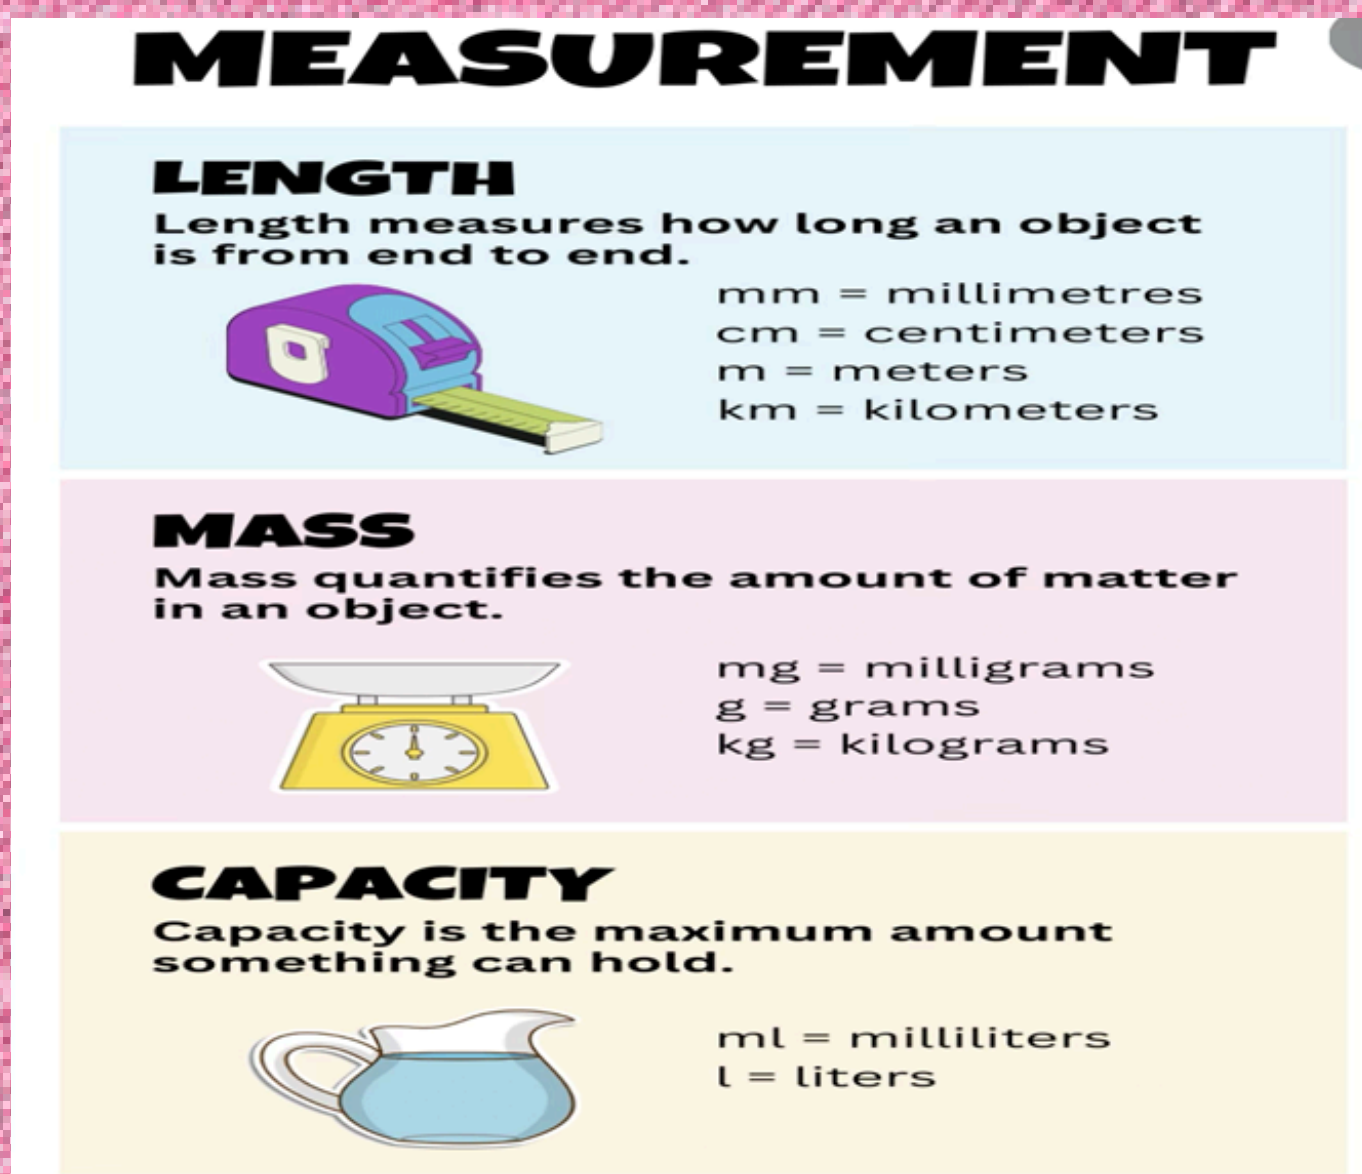 MEASUREMENT
LENGTH
Length measures how long an object
is from end to end.
mm = millimetres
cm = centimeters
m = meters
km = kilometers
MASS
Mass quantifies the amount of matter
in an object.
mg = milligrams
g = grams
kg = kilograms
CAPACITY
Capacity is the maximum amount
something can hold.
ml = milliliters
l = liters